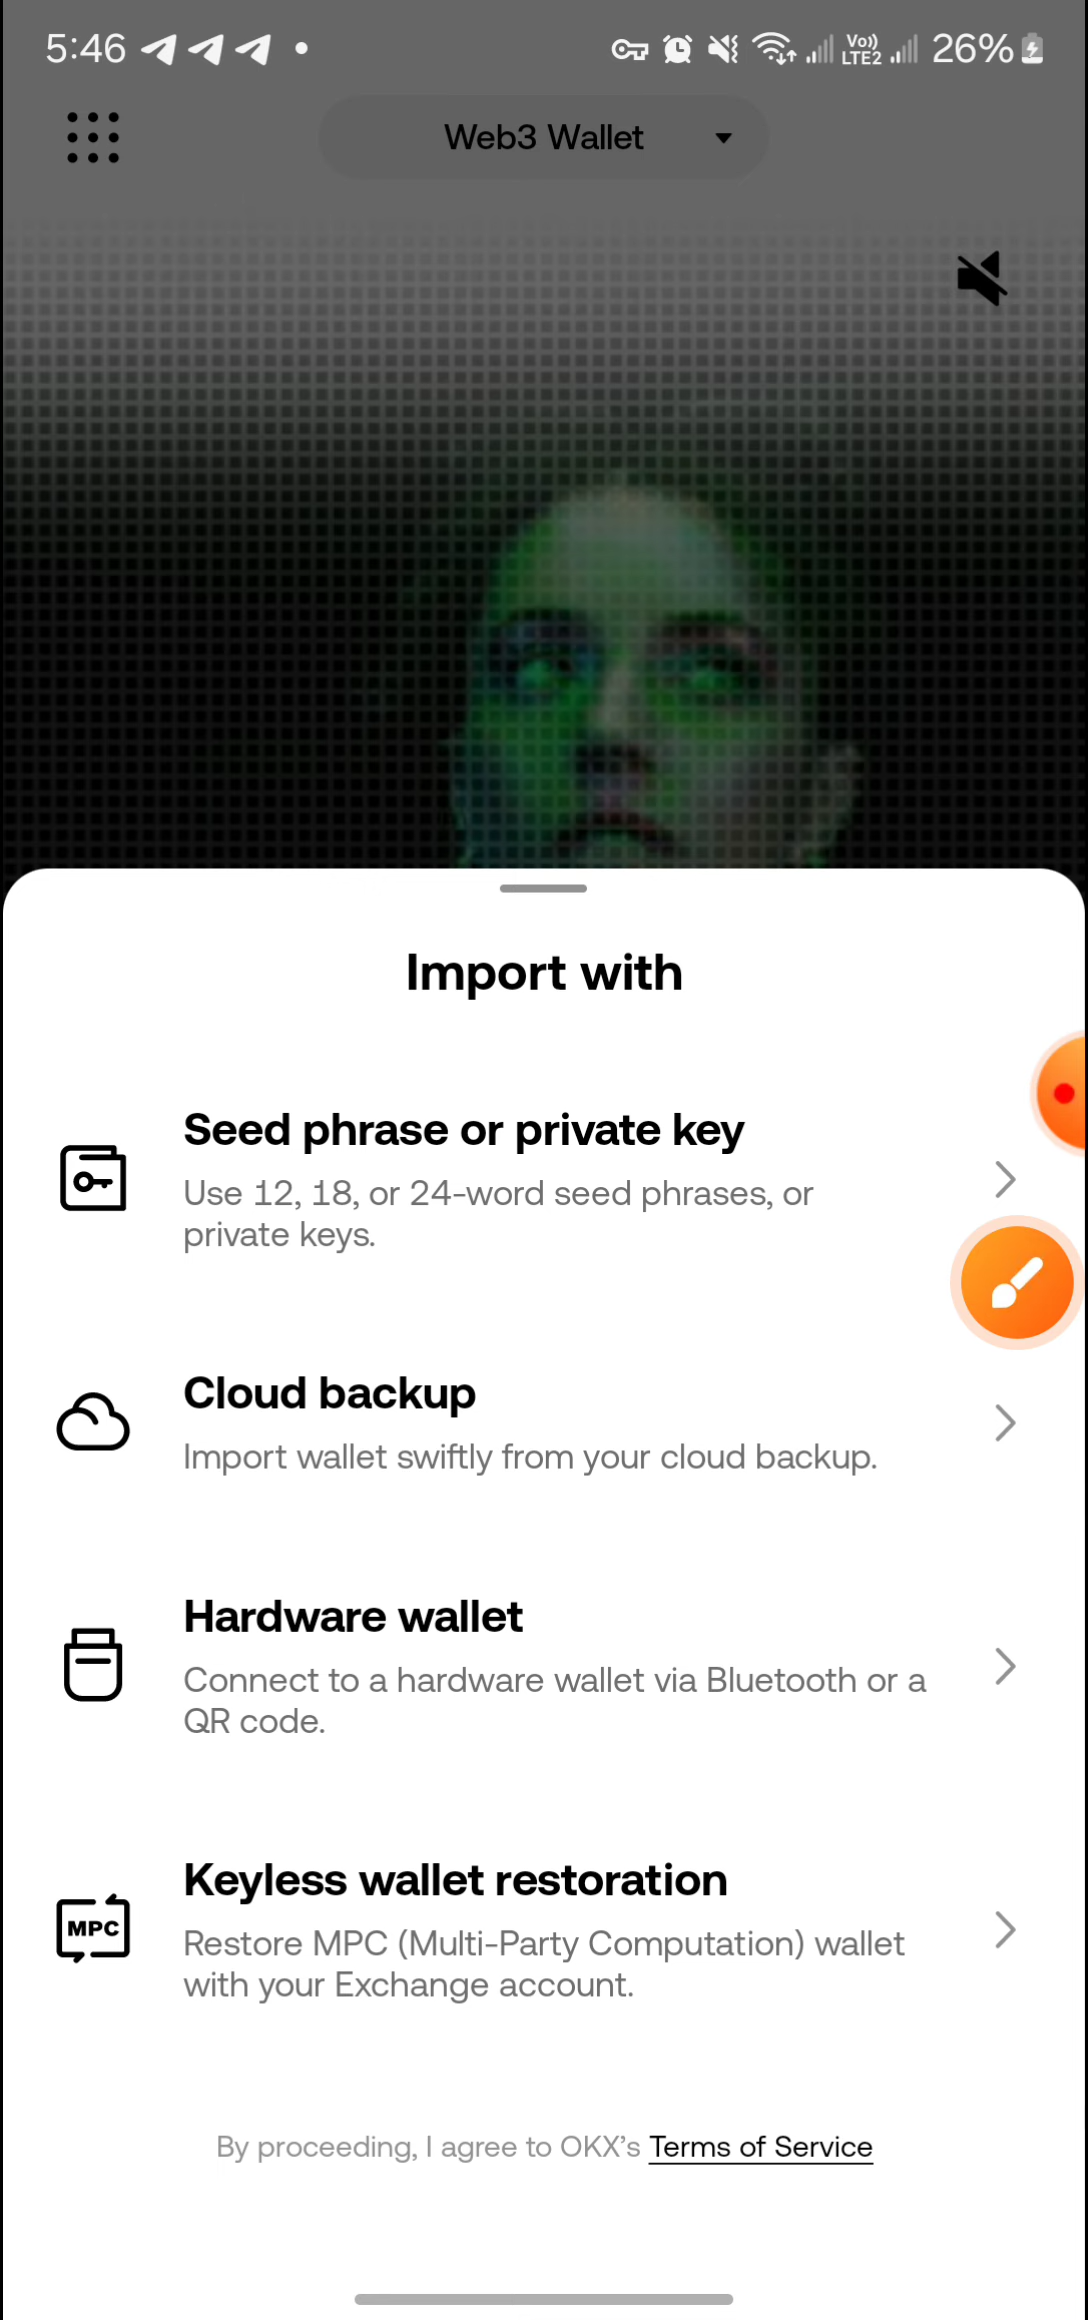 5:46
Vo))
LTE2
26%
Web3 Wallet
Import with
Seed phrase or private key
Use 12, 18, or 24-word seed phrases, or
private keys.
Cloud backup
Import wallet swiftly from your cloud backup.
Hardware wallet
Connect to a hardware wallet via Bluetooth or a
QR code.
MPC
Keyless wallet restoration
Restore MPC (Multi-Party Computation) wallet
with your Exchange account.
By proceeding, I agree to OKX’s Terms of Service